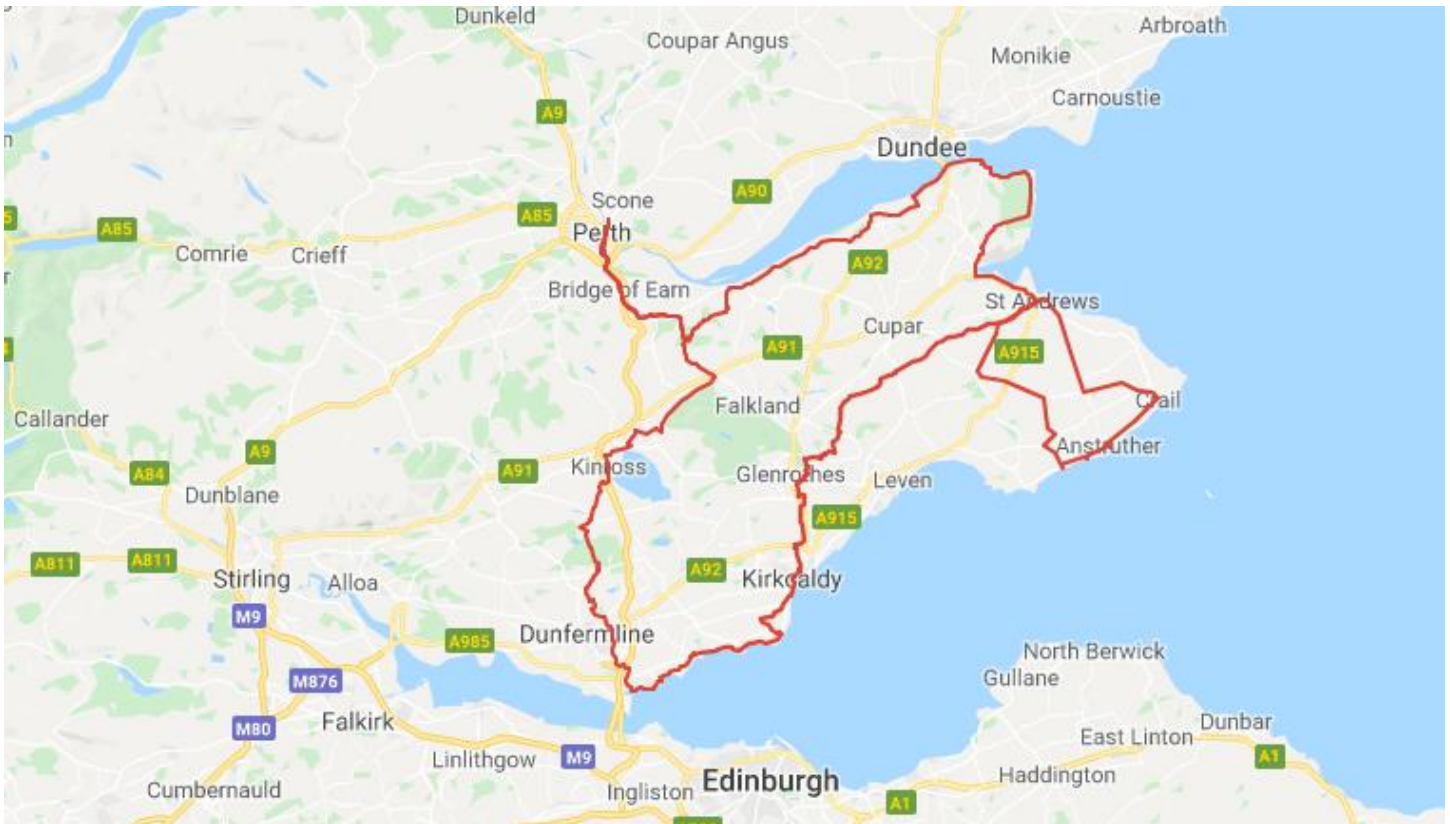 Dunkeld
Arbroath
Coupar Angus
Monikie
Carnoustie
A9
Dundee
A90
Scone
A85
A85
Perth
Comrie
Crieff
A92
Bridge of Earn
St Andrews
Cupar
A91
A915
Falkland
Crail
Callander
Anstruther
A9
A84
A91
Kinross
Glenrothes
Leven
Dunblane
A915
A811
A811
A92
Stirling
Alloa
Kirkcaldy
M9
Dunfermline
A985
North Berwick
M876
Gullane
Falkirk
M80
Dunbar
East Linton
Linlithgow
M9
A1
Edinburgh
Haddington
Cumbernauld
Ingliston
A1